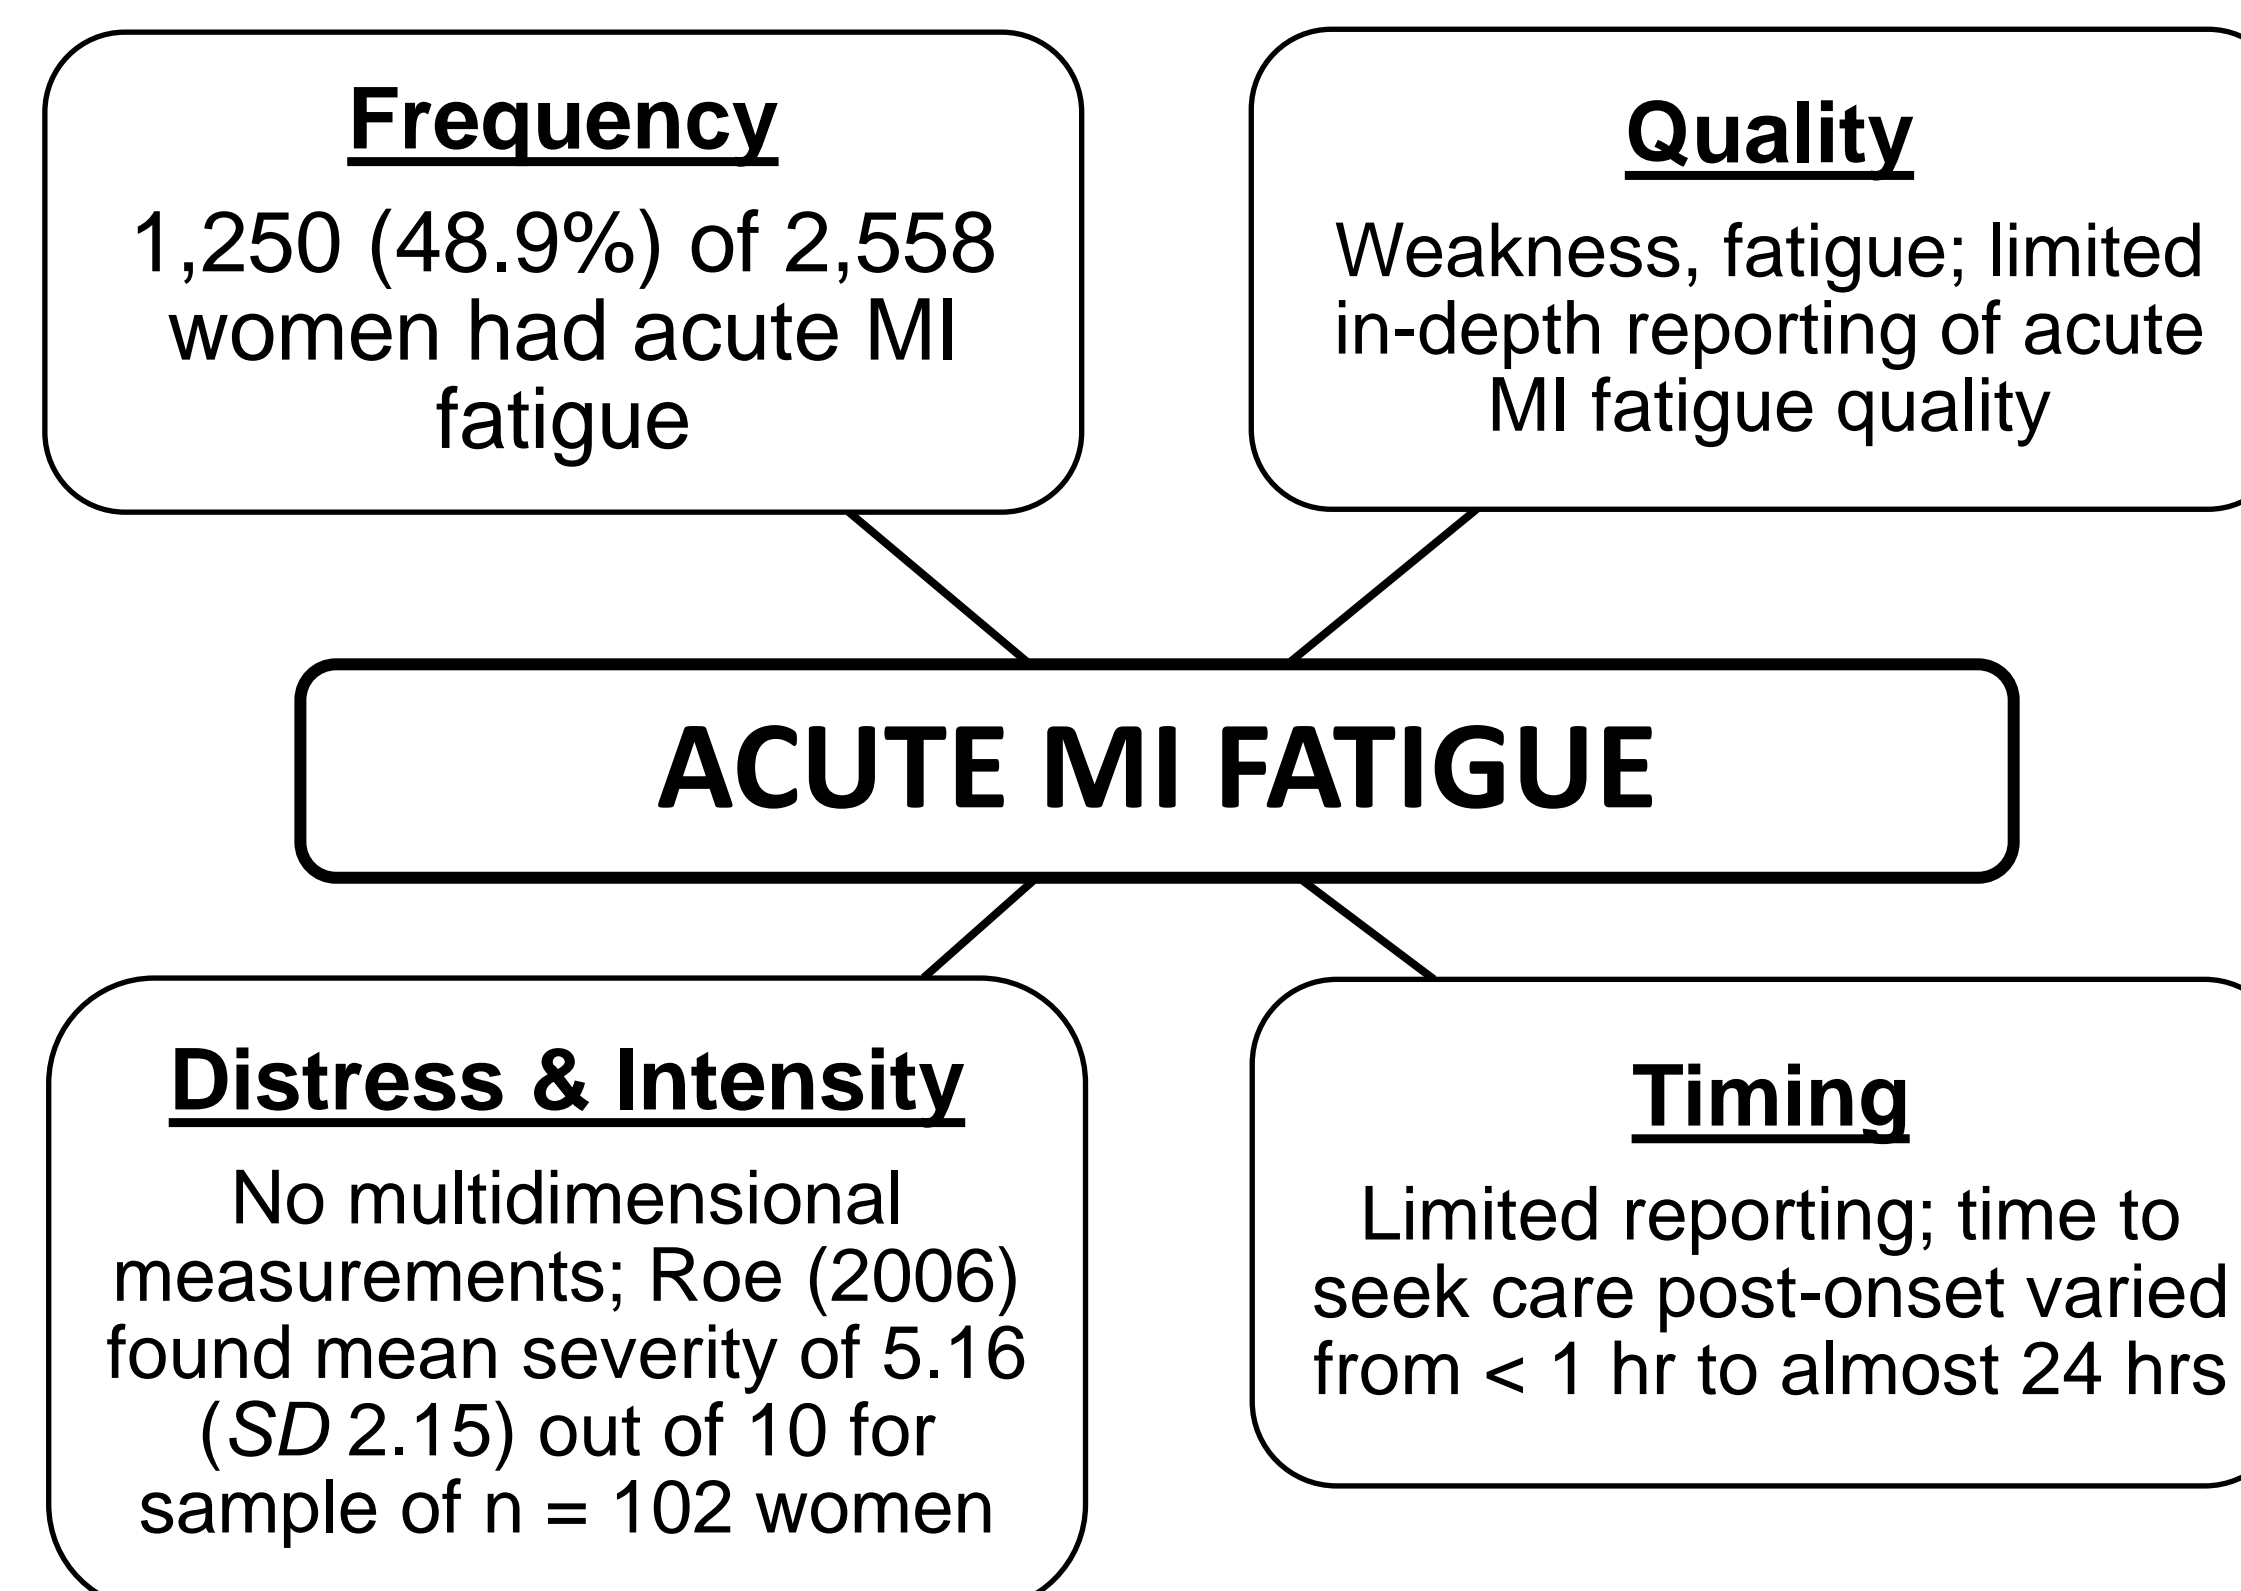 Frequency
1,250 (48.9%) of 2,558
women had acute MI
fatigue
Quality
Weakness, fatigue; limited
in-depth reporting of acute
MI fatigue quality
ACUTE MI FATIGUE
Distress & Intensity
No multidimensional
measurements; Roe (2006)
found mean severity of 5.16
(SD 2.15) out of 10 for
sample of n = 102 women
Timing
Limited reporting; time to
seek care post-onset varied
from < 1 hr to almost 24 hrs